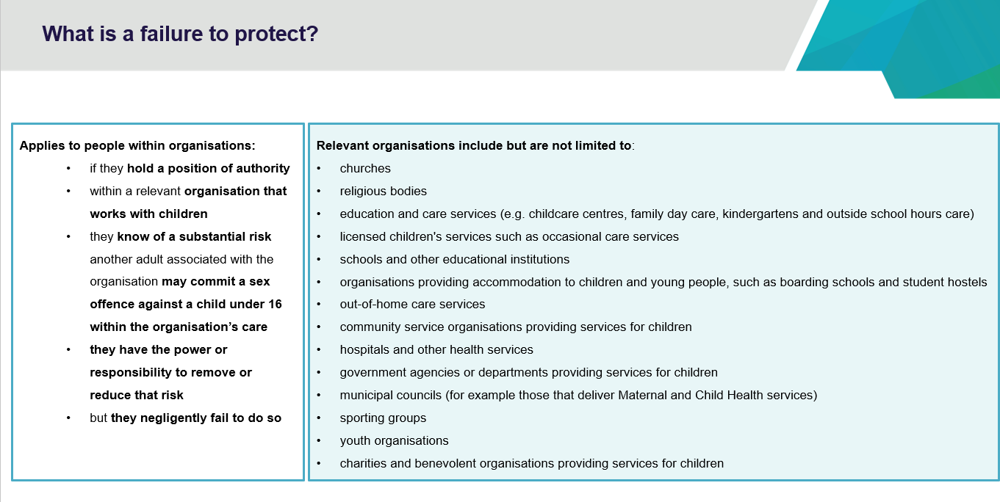 What is a failure to protect?
Applies to people within organisations:
• if they hold a position of authority
• within a relevant organisation that
works with children
• they know of a substantial risk
another adult associated with the
organisation may commit a sex
offence against a child under 16
within the organisation’s care
• they have the power or
responsibility to remove or
reduce that risk
• but they negligently fail to do so
Relevant organisations include but are not limited to:
• churches
• religious bodies
• education and care services (e.g. childcare centres, family day care, kindergartens and outside school hours care)
• licensed children's services such as occasional care services
• schools and other educational institutions
• organisations providing accommodation to children and young people, such as boarding schools and student hostels
• out-of-home care services
• community service organisations providing services for children
• hospitals and other health services
• government agencies or departments providing services for children
• municipal councils (for example those that deliver Maternal and Child Health services)
• sporting groups
• youth organisations
• charities and benevolent organisations providing services for children